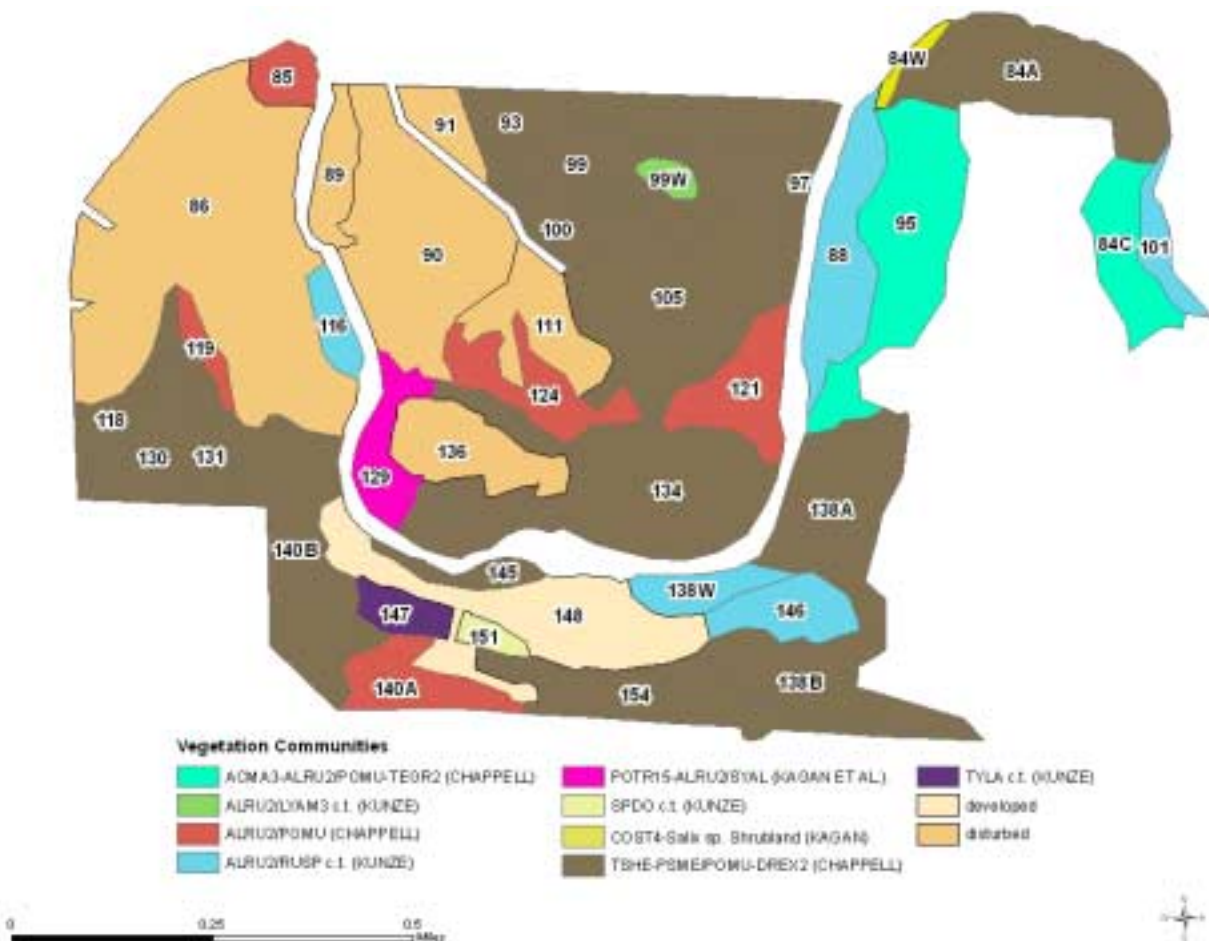 84W
84A
85
91
93
99
99W
97
89
86
100
95
90
88
84C
101
105
116
111
119
124
121
118
130
131
136
129
134
138A
140B
145
138W
147
148
146
151
140A
154
138B
Vegetation Communities
ACMA3-ALRU2/POMU-TEGR2 (CHAPPELL)
ALRU2/LYAM3 c.t. (KUNZE)
ALRU2/POMU (CHAPPELL)
ALRU2/RUSP c.t. (KUNZE)
POTR15-ALRU2/SYAL (KAGAN ET AL.)
SPDO c.t. (KUNZE)
COST4-Salix sp. Shrubland (KAGAN)
TSHE-PSME/POMU-DREX2 (CHAPPELL)
TYLA c.t. (KUNZE)
developed
disturbed
0 0.25 0.5
Miles